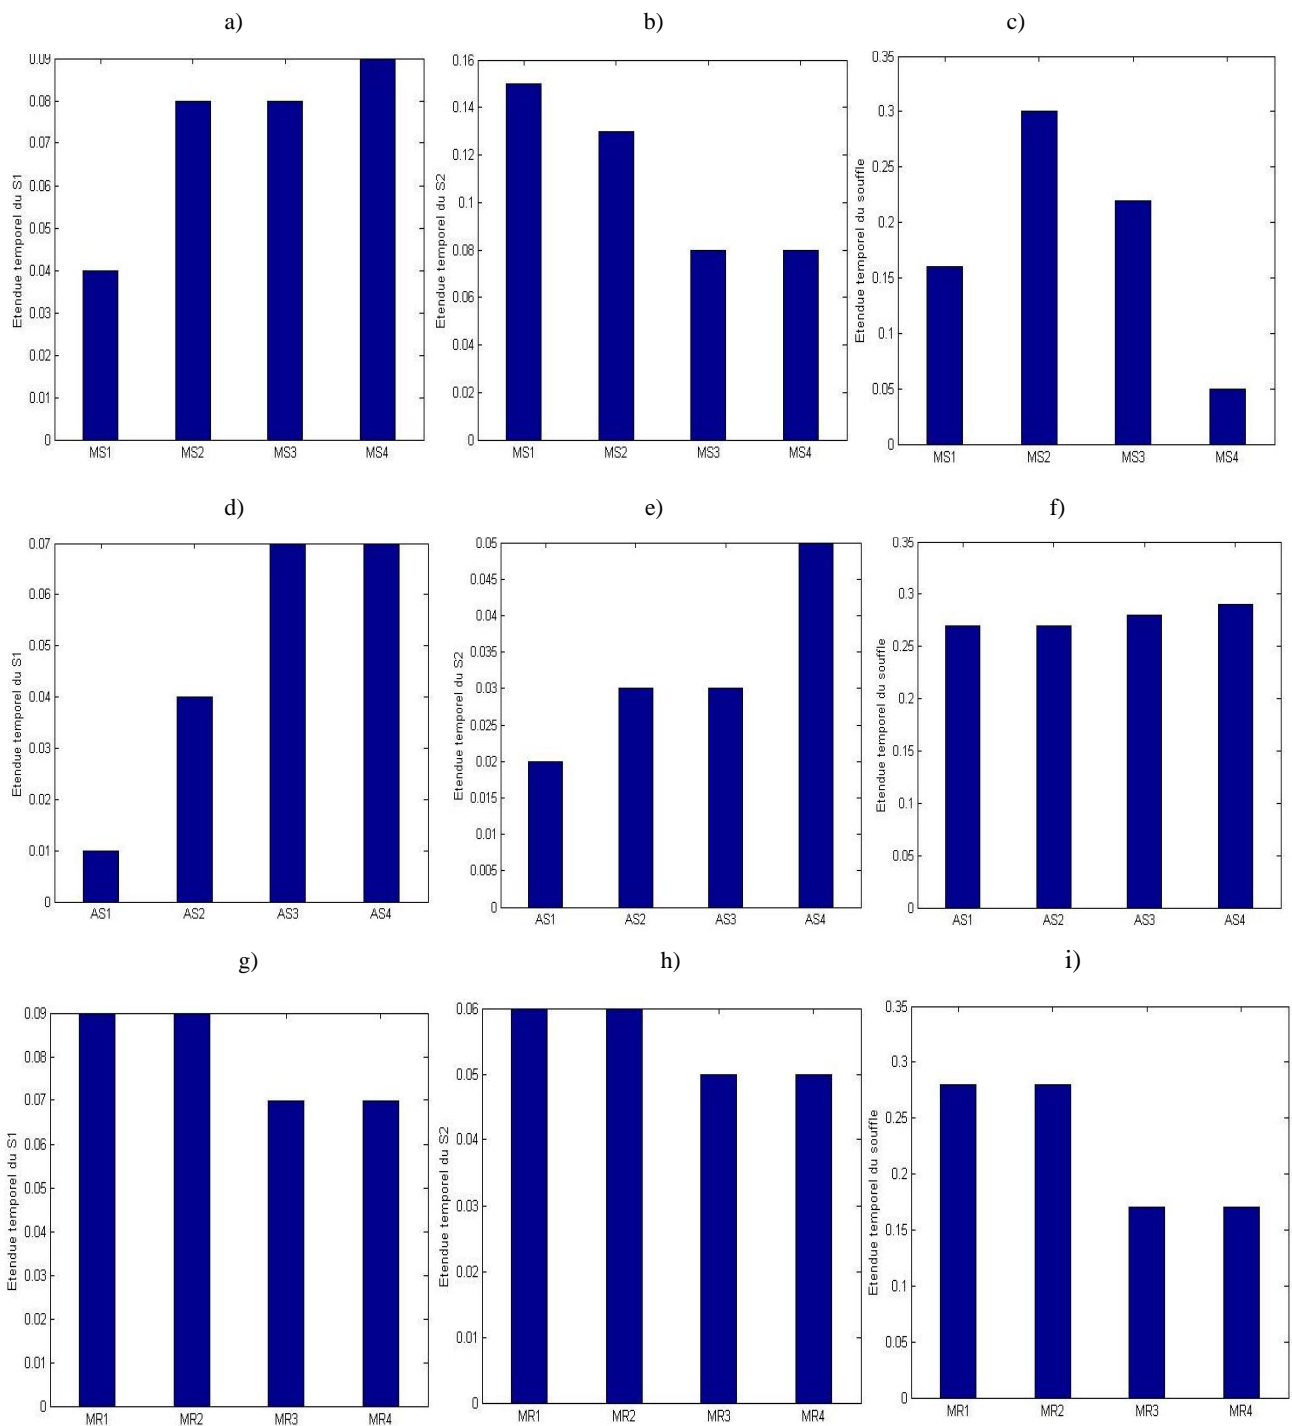 a)
Etendue temporel du S1
0.09
0.08
0.07
0.06
0.05
0.04
0.03
0.02
0.01
0
MS1 MS2 MS3 MS4
b)
Etendue temporel du S2
0.16
0.14
0.12
0.1
0.08
0.06
0.04
0.02
0
MS1 MS2 MS3 MS4
c)
Etendue temporel du souffle
0.35
0.3
0.25
0.2
0.15
0.1
0.05
0
MS1 MS2 MS3 MS4
d)
Etendue temporel du S1
0.07
0.06
0.05
0.04
0.03
0.02
0.01
0
AS1 AS2 AS3 AS4
e)
Etendue temporel du S2
0.05
0.045
0.04
0.035
0.03
0.025
0.02
0.015
0.01
0.005
0
AS1 AS2 AS3 AS4
f)
Etendue temporel du souffle
0.35
0.3
0.25
0.2
0.15
0.1
0.05
0
AS1 AS2 AS3 AS4
g)
Etendue temporel du S1
0.09
0.08
0.07
0.06
0.05
0.04
0.03
0.02
0.01
0
MR1 MR2 MR3 MR4
h)
Etendue temporel du S2
0.06
0.05
0.04
0.03
0.02
0.01
0
MR1 MR2 MR3 MR4
i)
Etendue temporel du souffle
0.35
0.3
0.25
0.2
0.15
0.1
0.05
0
MR1 MR2 MR3 MR4